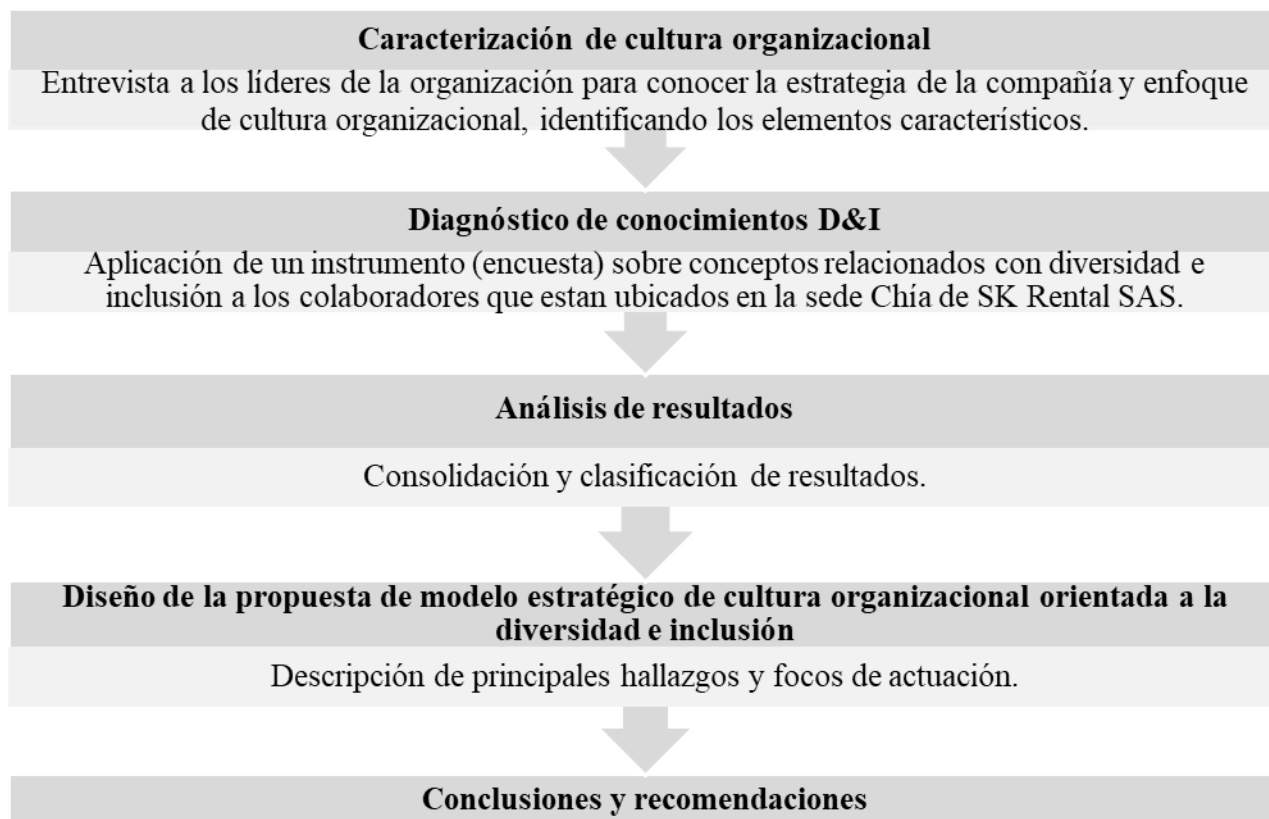 Caracterización de cultura organizacional
Entrevista a los líderes de la organización para conocer la estrategia de la compañía y enfoque
de cultura organizacional, identificando los elementos característicos.
Diagnóstico de conocimientos D&I
Aplicación de un instrumento (encuesta) sobre conceptos relacionados con diversidad e
inclusión a los colaboradores que estan ubicados en la sede Chía de SK Rental SAS.
Análisis de resultados
Consolidación y clasificación de resultados.
Diseño de la propuesta de modelo estratégico de cultura organizacional orientada a la
diversidad e inclusión
Descripción de principales hallazgos y focos de actuación.
Conclusiones y recomendaciones